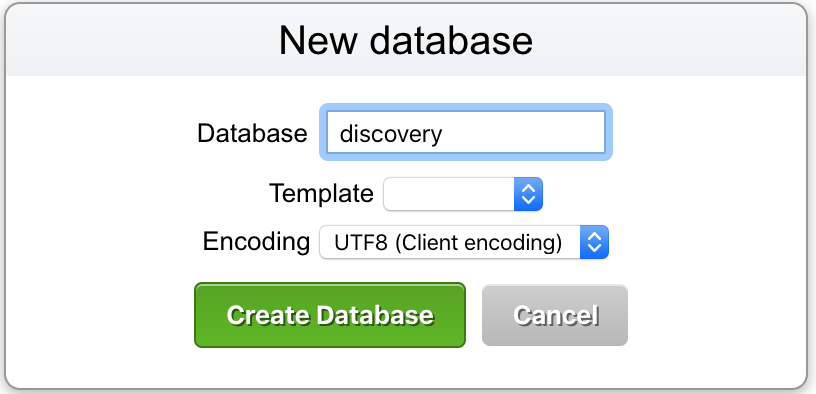 New database
Database discovery
Template
Encoding UTF8 (Client encoding)
Create Database Cancel